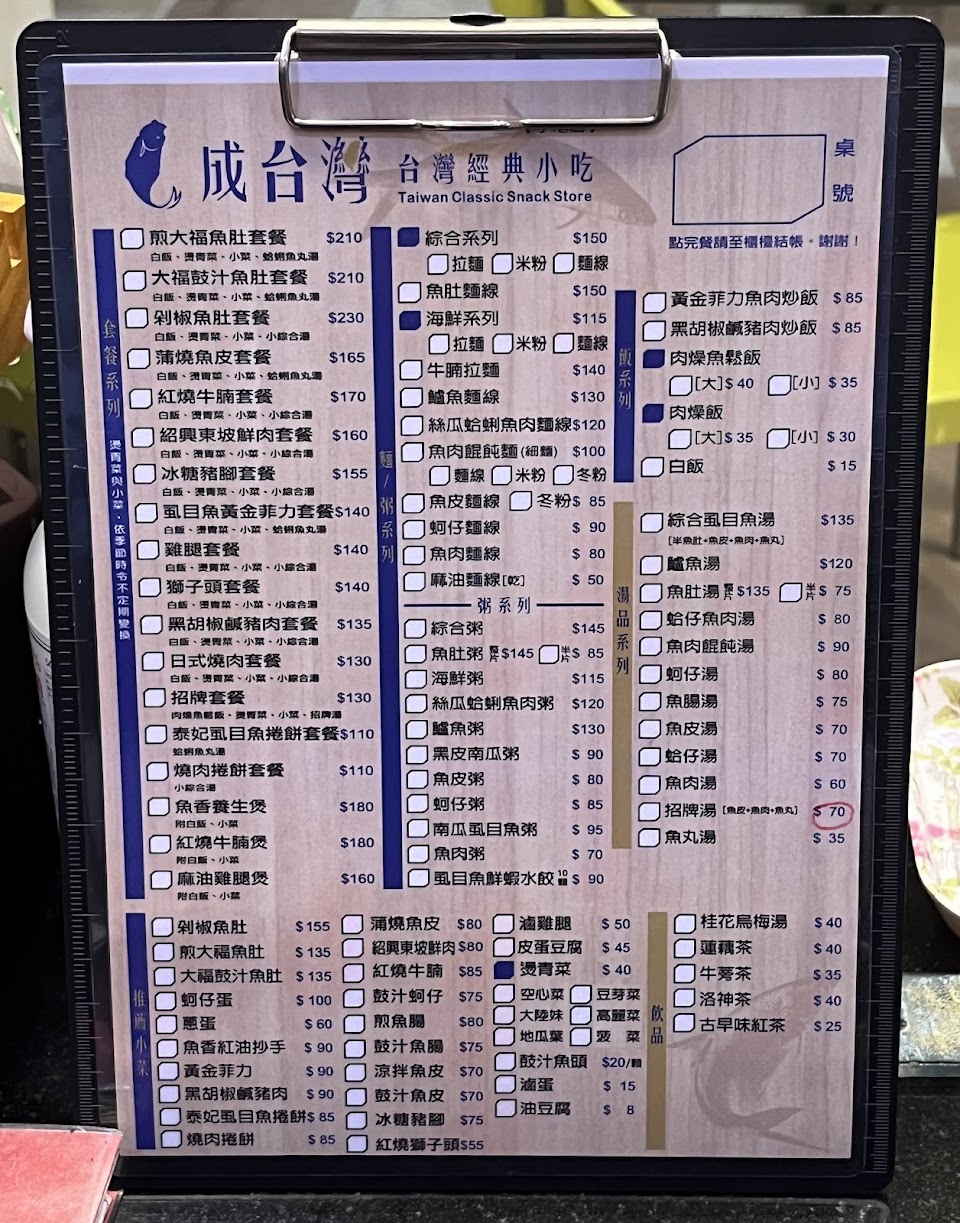 成台灣
台灣經典小吃
Taiwan Classic Snack Store
桌號
點完餐請至櫃檯結帳。謝謝！
套餐系列
燙青菜與小菜，依季節時令不定期變換
煎大福魚肚套餐 $210
白飯、燙青菜、小菜、蛤蜊魚丸湯
大福鼓汁魚肚套餐 $210
白飯、燙青菜、小菜、蛤蜊魚丸湯
剁椒魚肚套餐 $230
白飯、燙青菜、小菜、小綜合湯
蒲燒魚皮套餐 $165
白飯、燙青菜、小菜、蛤蜊魚丸湯
紅燒牛腩套餐 $170
白飯、燙青菜、小菜、小綜合湯
紹興東坡鮮肉套餐 $160
白飯、燙青菜、小菜、小綜合湯
冰糖豬腳套餐 $155
白飯、燙青菜、小菜、小綜合湯
虱目魚黃金菲力套餐 $140
白飯、燙青菜、小菜、蛤蜊魚丸湯
雞腿套餐 $140
白飯、燙青菜、小菜、小綜合湯
獅子頭套餐 $140
白飯、燙青菜、小菜、小綜合湯
黑胡椒鹹豬肉套餐 $135
白飯、燙青菜、小菜、小綜合湯
日式燒肉套餐 $130
白飯、燙青菜、小菜、小綜合湯
招牌套餐 $130
肉燥魚鬆飯、燙青菜、小菜、招牌湯
泰妃虱目魚捲餅套餐 $110
蛤蜊魚丸湯
燒肉捲餅套餐 $110
小綜合湯
魚香養生煲 $180
附白飯、小菜
紅燒牛腩煲 $180
附白飯、小菜
麻油雞腿煲 $160
附白飯、小菜
麵/粥系列
綜合系列 $150
拉麵 米粉 麵線
魚肚麵線 $150
海鮮系列 $115
拉麵 米粉 麵線
牛腩拉麵 $140
鱸魚麵線 $130
絲瓜蛤蜊魚肉麵線 $120
魚肉餛飩麵(細麵) $100
麵線 米粉 冬粉
魚皮麵線 冬粉 $ 85
蚵仔麵線 $ 90
魚肉麵線 $ 80
麻油麵線[乾] $ 50
粥系列
綜合粥 $145
魚肚粥 整片 $145 半片 $ 85
海鮮粥 $115
絲瓜蛤蜊魚肉粥 $120
鱸魚粥 $130
黑皮南瓜粥 $ 90
魚皮粥 $ 80
蚵仔粥 $ 85
南瓜虱目魚粥 $ 95
魚肉粥 $ 70
虱目魚鮮蝦水餃 10顆 $ 90
飯系列
黃金菲力魚肉炒飯 $ 85
黑胡椒鹹豬肉炒飯 $ 85
肉燥魚鬆飯
[大] $ 40 [小] $ 35
肉燥飯
[大] $ 35 [小] $ 30
白飯 $ 15
湯品系列
綜合虱目魚湯 $135
[半魚肚+魚皮+魚肉+魚丸]
鱸魚湯 $120
魚肚湯 整片 $135 半片 $ 75
蛤仔魚肉湯 $ 80
魚肉餛飩湯 $ 90
蚵仔湯 $ 80
魚腸湯 $ 75
魚皮湯 $ 70
蛤仔湯 $ 70
魚肉湯 $ 60
招牌湯 [魚皮+魚肉+魚丸] $ 70
魚丸湯 $ 35
推薦小菜
剁椒魚肚 $155
煎大福魚肚 $135
大福鼓汁魚肚 $135
蚵仔蛋 $ 100
蔥蛋 $ 60
魚香紅油抄手 $ 90
黃金菲力 $ 90
黑胡椒鹹豬肉 $ 90
泰妃虱目魚捲餅 $ 85
燒肉捲餅 $ 85
蒲燒魚皮 $80
紹興東坡鮮肉 $80
紅燒牛腩 $85
鼓汁蚵仔 $75
煎魚腸 $80
鼓汁魚腸 $75
涼拌魚皮 $70
鼓汁魚皮 $70
冰糖豬腳 $75
紅燒獅子頭 $55
滷雞腿 $ 50
皮蛋豆腐 $ 45
燙青菜 $ 40
空心菜 豆芽菜
大陸妹 高麗菜
地瓜葉 菠菜
鼓汁魚頭 $20/顆
滷蛋 $ 15
油豆腐 $ 8
飲品
桂花烏梅湯 $ 40
蓮藕茶 $ 40
牛蒡茶 $ 35
洛神茶 $ 40
古早味紅茶 $ 25